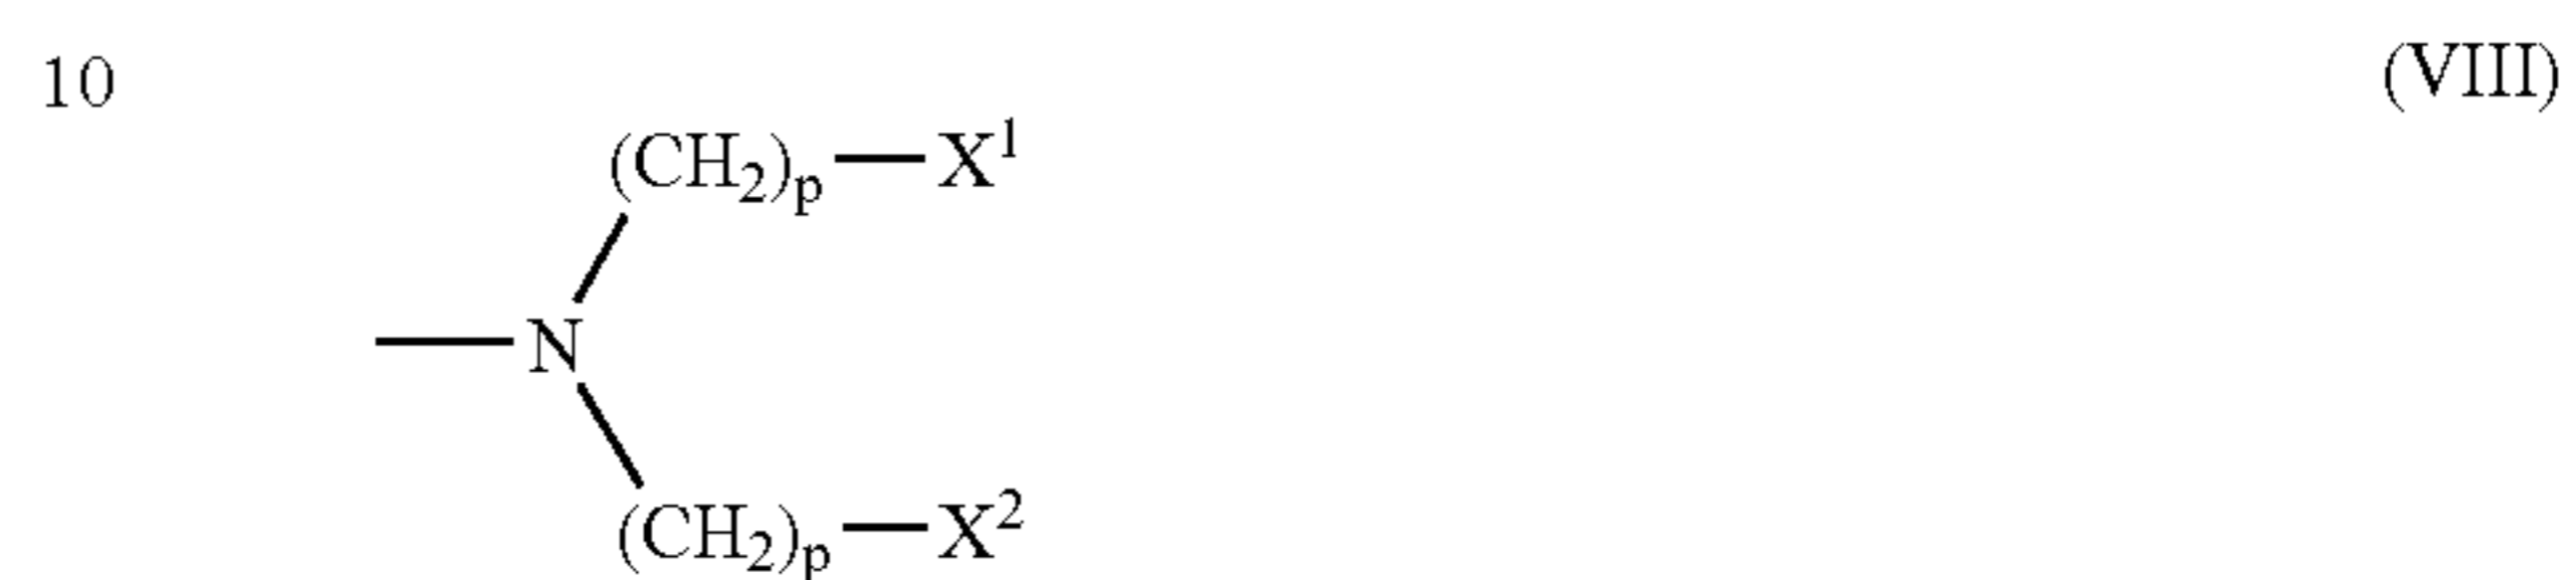 10 (VIII)
(CH₂)ₚ—X¹
—N
(CH₂)ₚ—X²